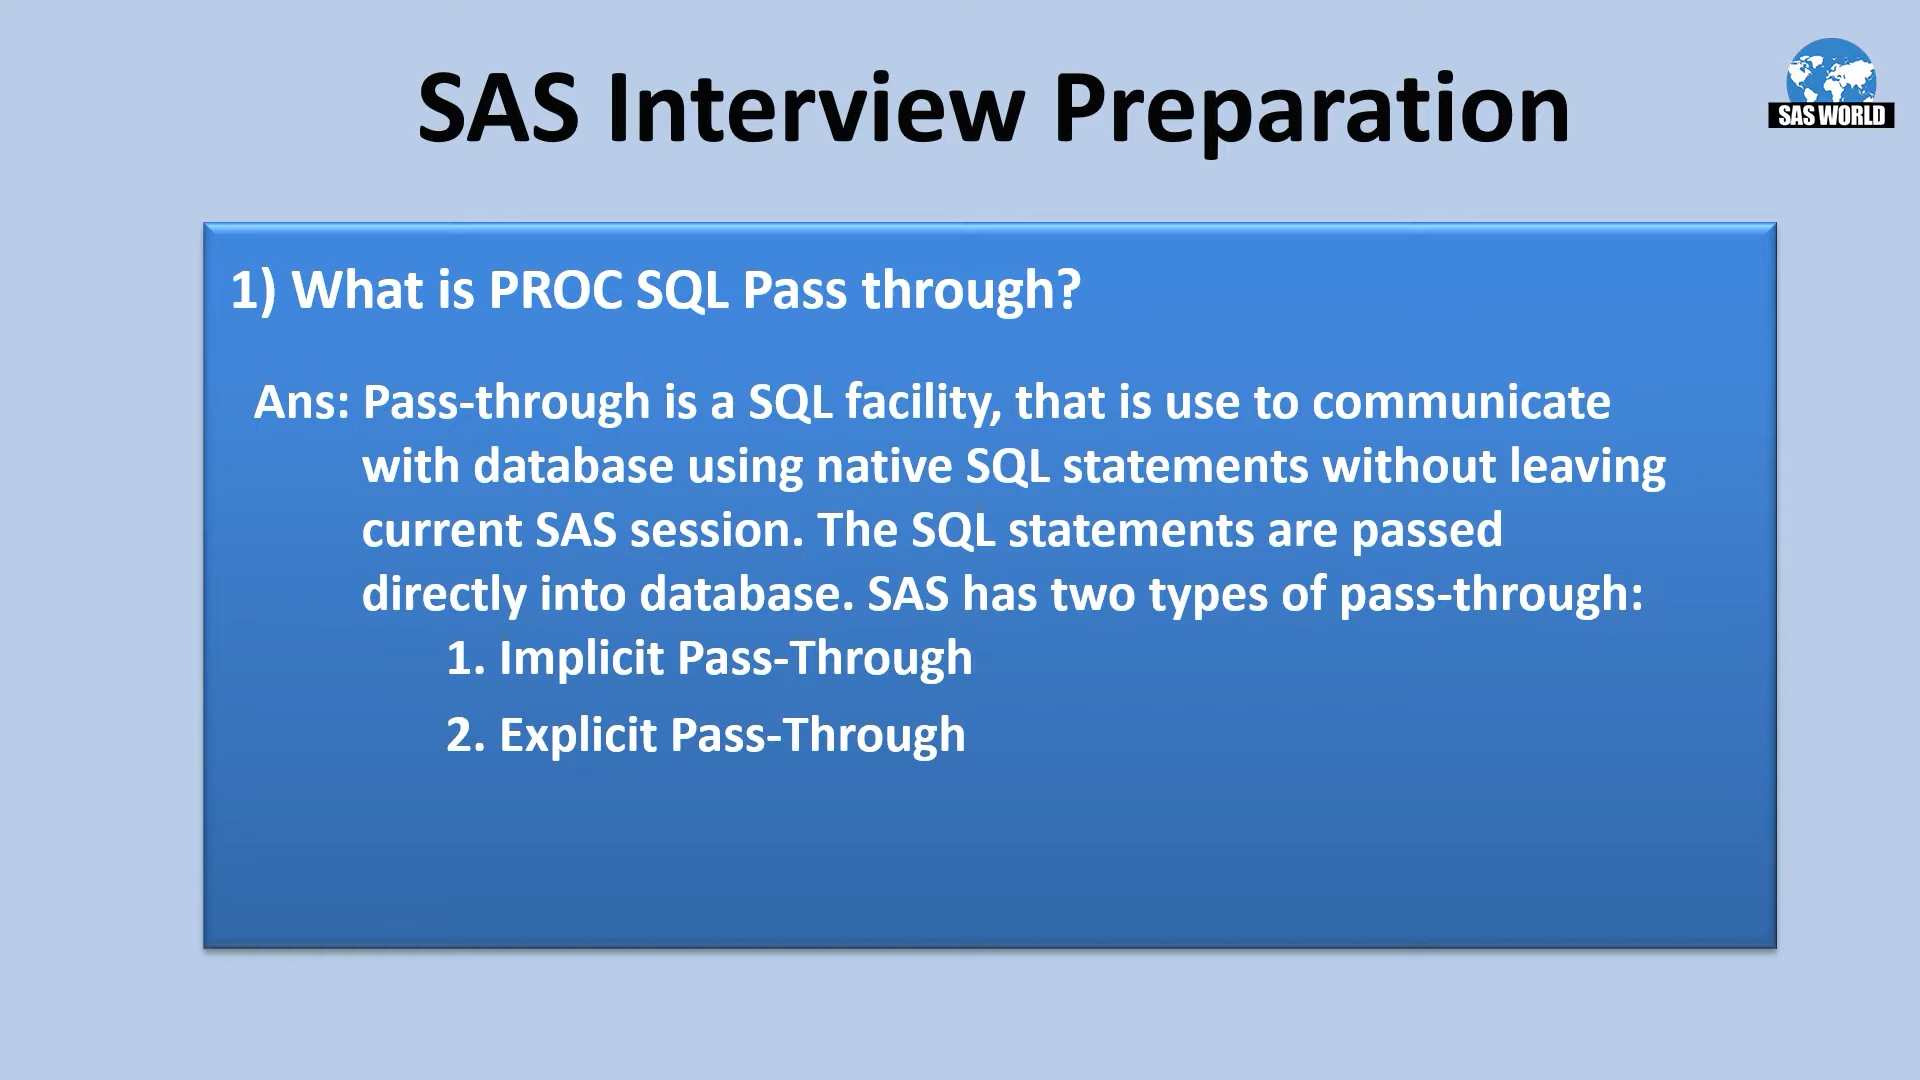 SAS Interview Preparation
SAS WORLD
1) What is PROC SQL Pass through?
Ans: Pass-through is a SQL facility, that is use to communicate
with database using native SQL statements without leaving
current SAS session. The SQL statements are passed
directly into database. SAS has two types of pass-through:
1. Implicit Pass-Through
2. Explicit Pass-Through